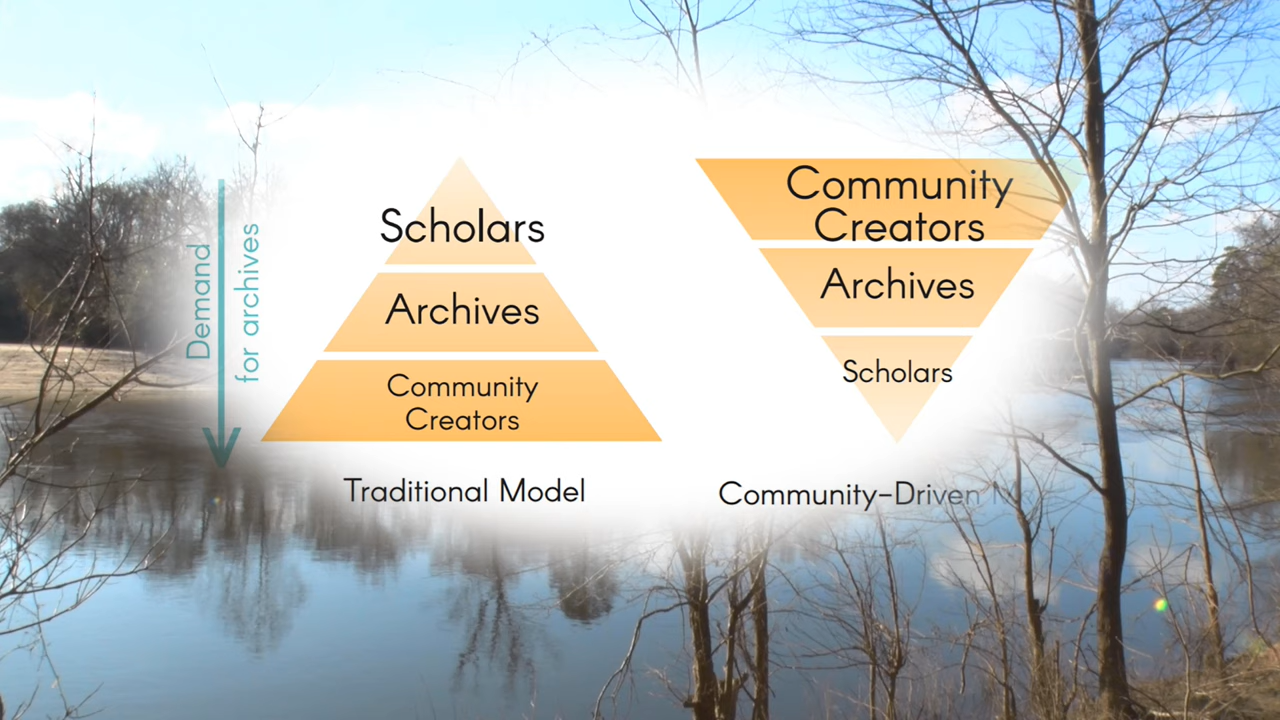 Demand
for archives
Scholars
Archives
Community
Creators
Traditional Model
Community
Creators
Archives
Scholars
Community-Driven